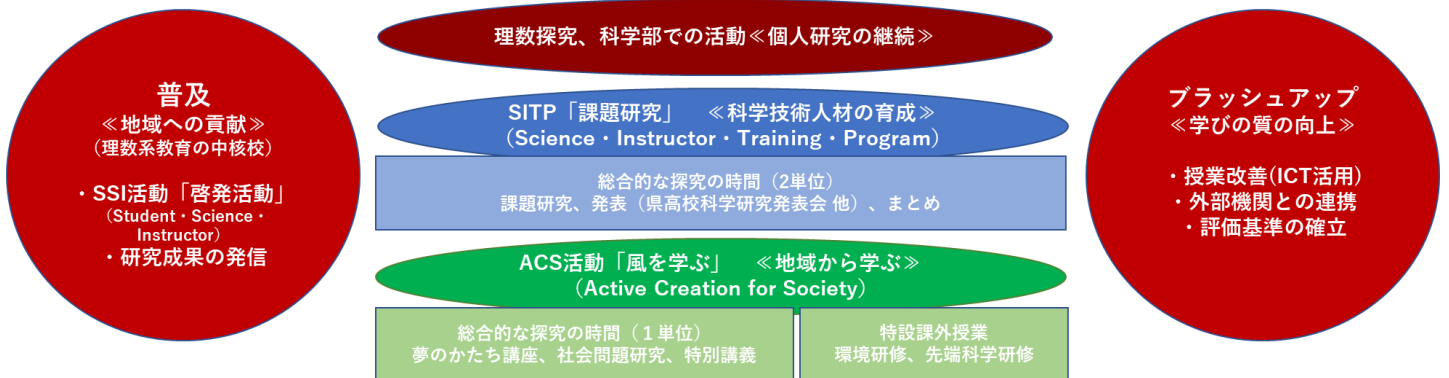 普及
≪地域への貢献≫
(理数系教育の中核校)
・SSI活動「啓発活動」
(Student・Science・
Instructor)
・研究成果の発信
理数探究、科学部での活動≪個人研究の継続≫
SITP「課題研究」　≪科学技術人材の育成≫
(Science・Instructor・Training・Program)
総合的な探究の時間(2単位)
課題研究、発表(県高校科学研究発表会 他)、まとめ
ACS活動「風を学ぶ」　≪地域から学ぶ≫
(Active Creation for Society)
総合的な探究の時間(１単位)
夢のかたち講座、社会問題研究、特別講義
特設課外授業
環境研修、先端科学研修
ブラッシュアップ
≪学びの質の向上≫
・授業改善(ICT活用)
・外部機関との連携
・評価基準の確立